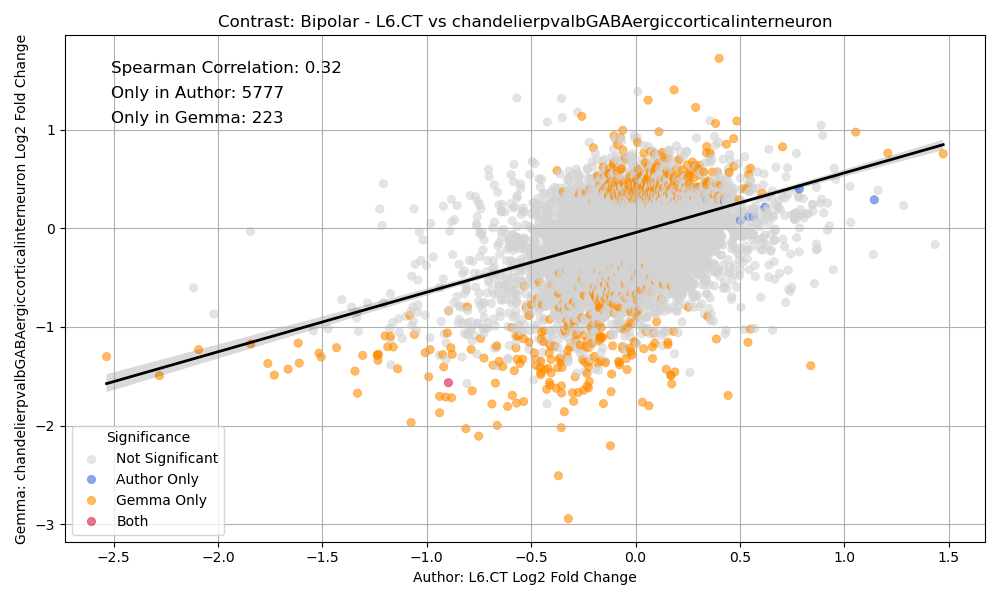 Contrast: Bipolar - L6.CT vs chandelierpvalbGABAergiccorticalinterneuron
Spearman Correlation: 0.32
Only in Author: 5777
Only in Gemma: 223
Gemma: chandelierpvalbGABAergiccorticalinterneuron Log2 Fold Change
1
0
−1
−2
−3
Significance
Not Significant
Author Only
Gemma Only
Both
−2.5 −2.0 −1.5 −1.0 −0.5 0.0 0.5 1.0 1.5
Author: L6.CT Log2 Fold Change